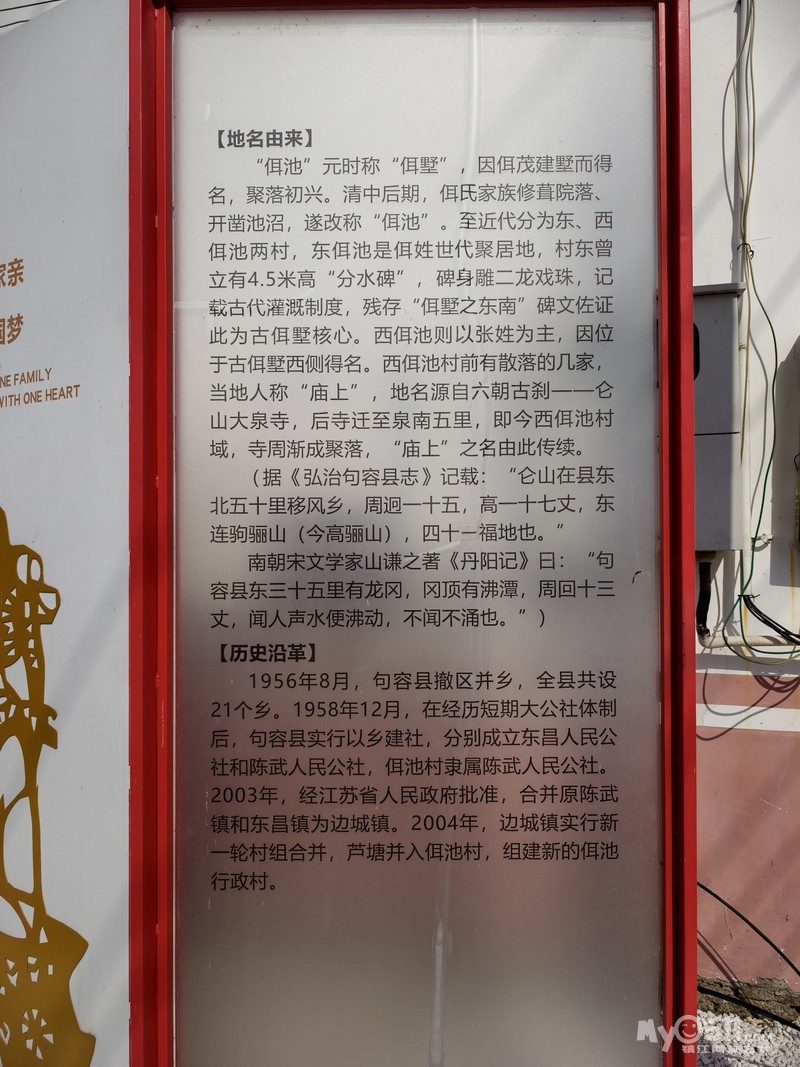 【地名由来】
“佴池”元时称“佴墅”，因佴茂建墅而得
名，聚落初兴。清中后期，佴氏家族修葺院落、
开凿池沼，遂改称“佴池”。至近代分为东、西
佴池两村，东佴池是佴姓世代聚居地，村东曾
立有4.5米高“分水碑”，碑身雕二龙戏珠，记
载古代灌溉制度，残存“佴墅之东南”碑文佐证
此为古佴墅核心。西佴池则以张姓为主，因位
于古佴墅西侧得名。西佴池村前有散落的几家，
当地人称“庙上”，地名源自六朝古刹——仑
山大泉寺，后寺迁至泉南五里，即今西佴池村
域，寺周渐成聚落，“庙上”之名由此传续。
（据《弘治句容县志》记载：“仑山在县东
北五十里移风乡，周迥一十五，高一十七丈，东
连驹骊山（今高骊山），四十一福地也。”
南朝宋文学家山谦之著《丹阳记》曰：“句
容县东三十五里有龙冈，冈顶有沸潭，周回十三
丈，闻人声水便沸动，不闻不涌也。”）
【历史沿革】
1956年8月，句容县撤区并乡，全县共设
21个乡。1958年12月，在经历短期大公社体制
后，句容县实行以乡建社，分别成立东昌人民公
社和陈武人民公社，佴池村隶属陈武人民公社。
2003年，经江苏省人民政府批准，合并原陈武
镇和东昌镇为边城镇。2004年，边城镇实行新
一轮村组合并，芦塘并入佴池村，组建新的佴池
行政村。
家亲
国梦
NE FAMILY
WITH ONE HEART